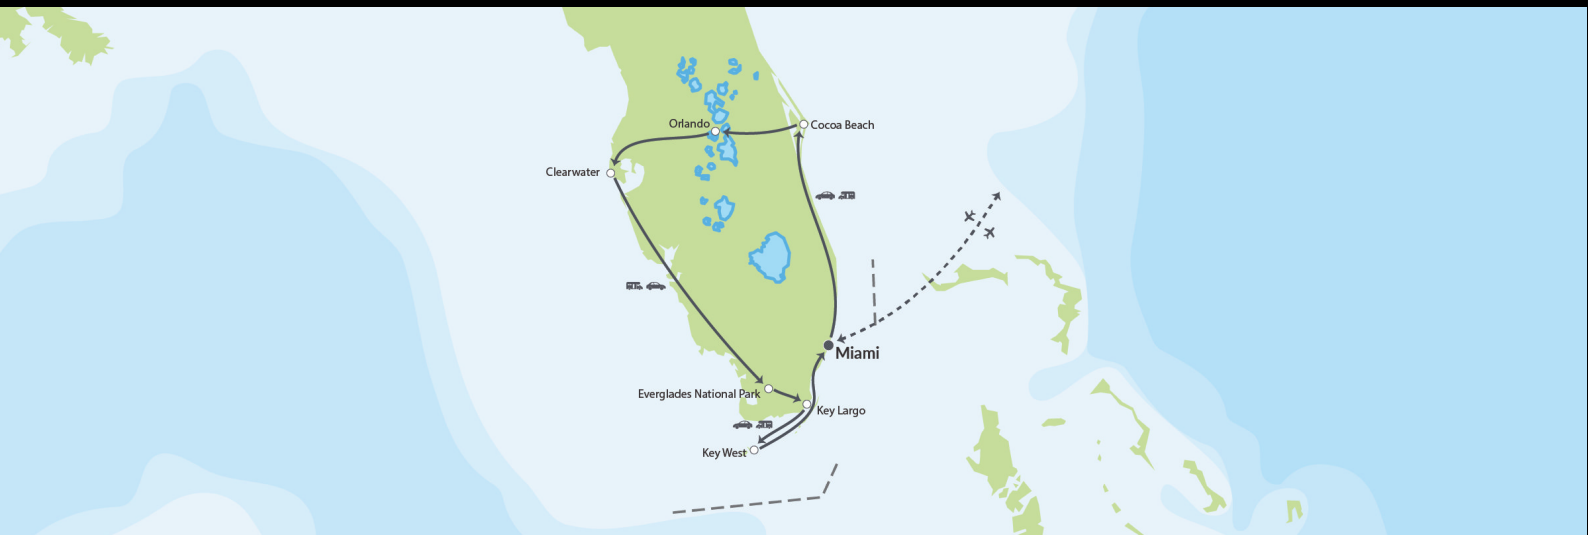 Orlando
Cocoa Beach
Clearwater
Miami
Everglades National Park
Key Largo
Key West